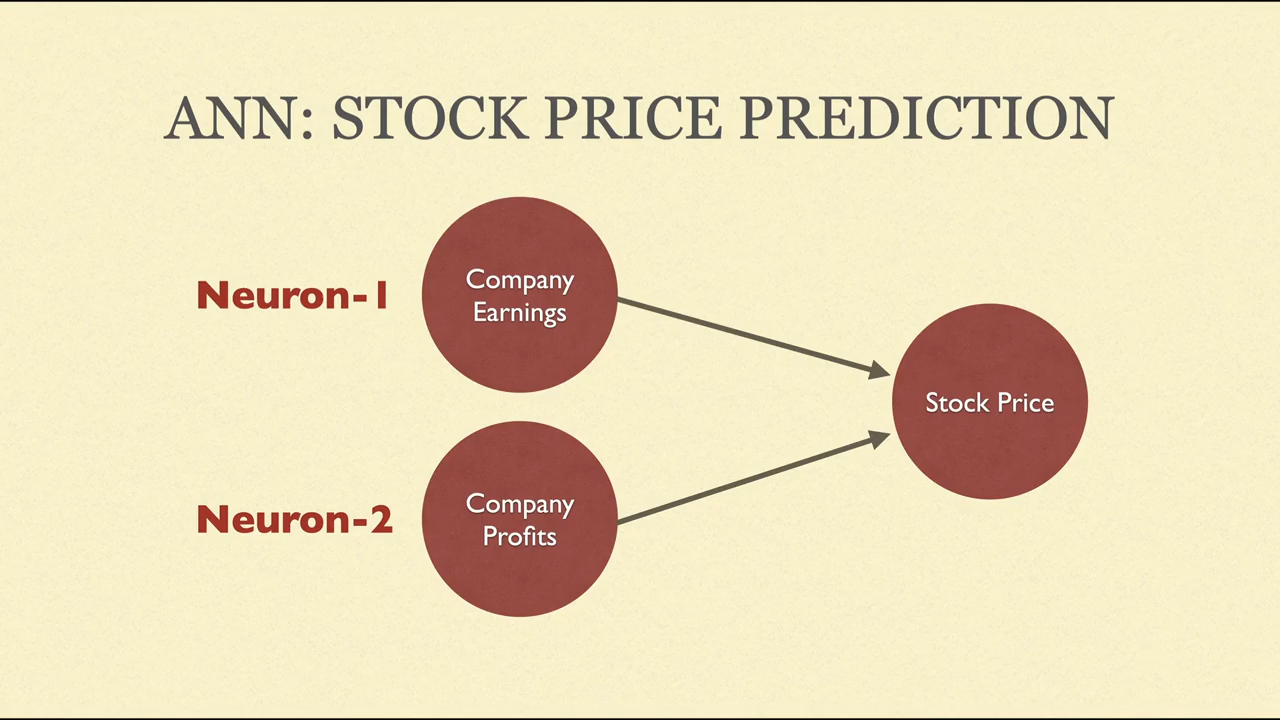 ANN: STOCK PRICE PREDICTION
Neuron-1
Company
Earnings
Stock Price
Neuron-2
Company
Profits